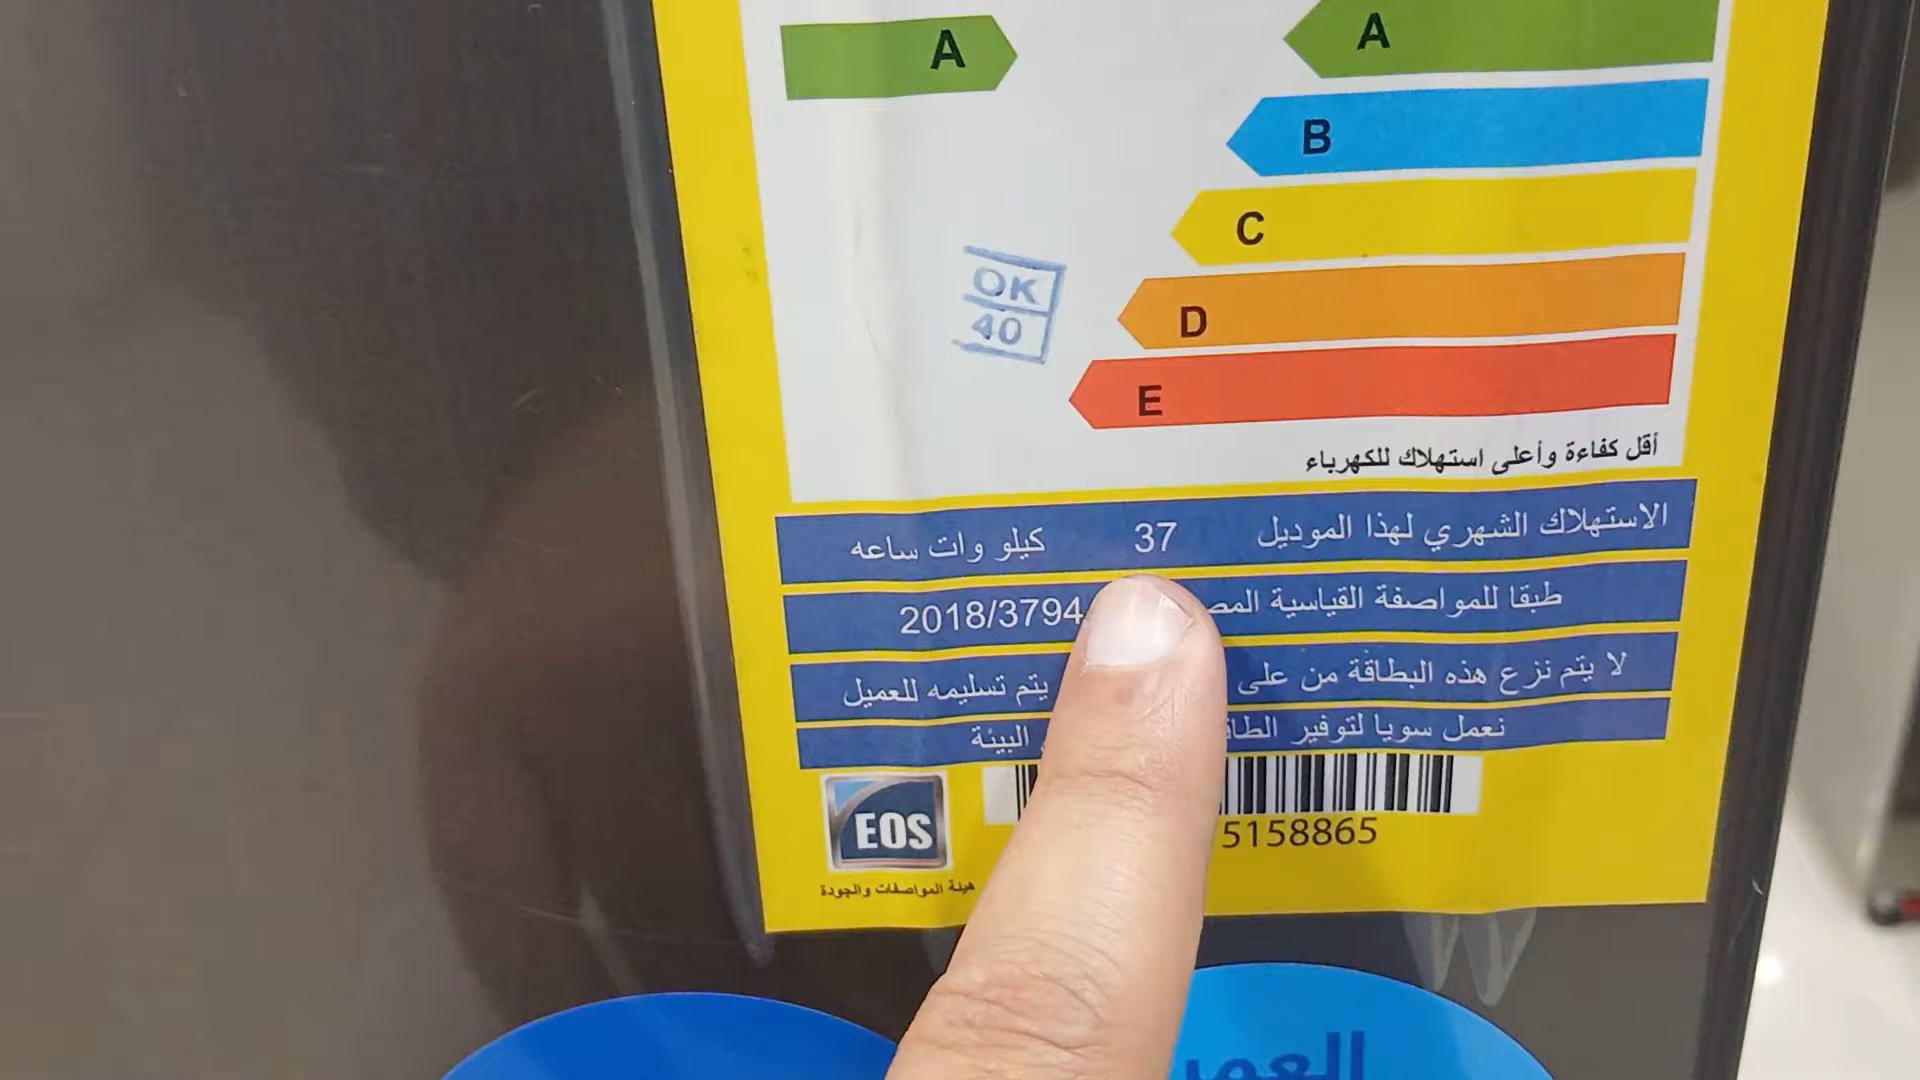 A A
B
C
OK
40
D
E
أقل كفاءة وأعلى استهلاك للكهرباء
الاستهلاك الشهري لهذا الموديل 37 كيلو وات ساعه
طبقا للمواصفة القياسية 2018/3794
لا يتم نزع هذه البطاقة من على يتم تسليمه للعميل
نعمل سويا لتوفير البيئة
EOS
5158865
هيئة المواصفات والجودة